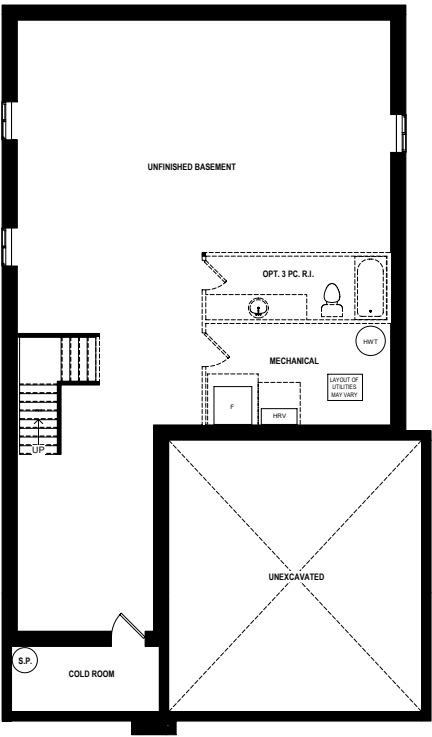 UNFINISHED BASEMENT
OPT. 3 PC. R.I.
HWT
MECHANICAL
LAYOUT OF
UTILITIES
MAY VARY
F
HRV
UP
UNEXCAVATED
S.P.
COLD ROOM